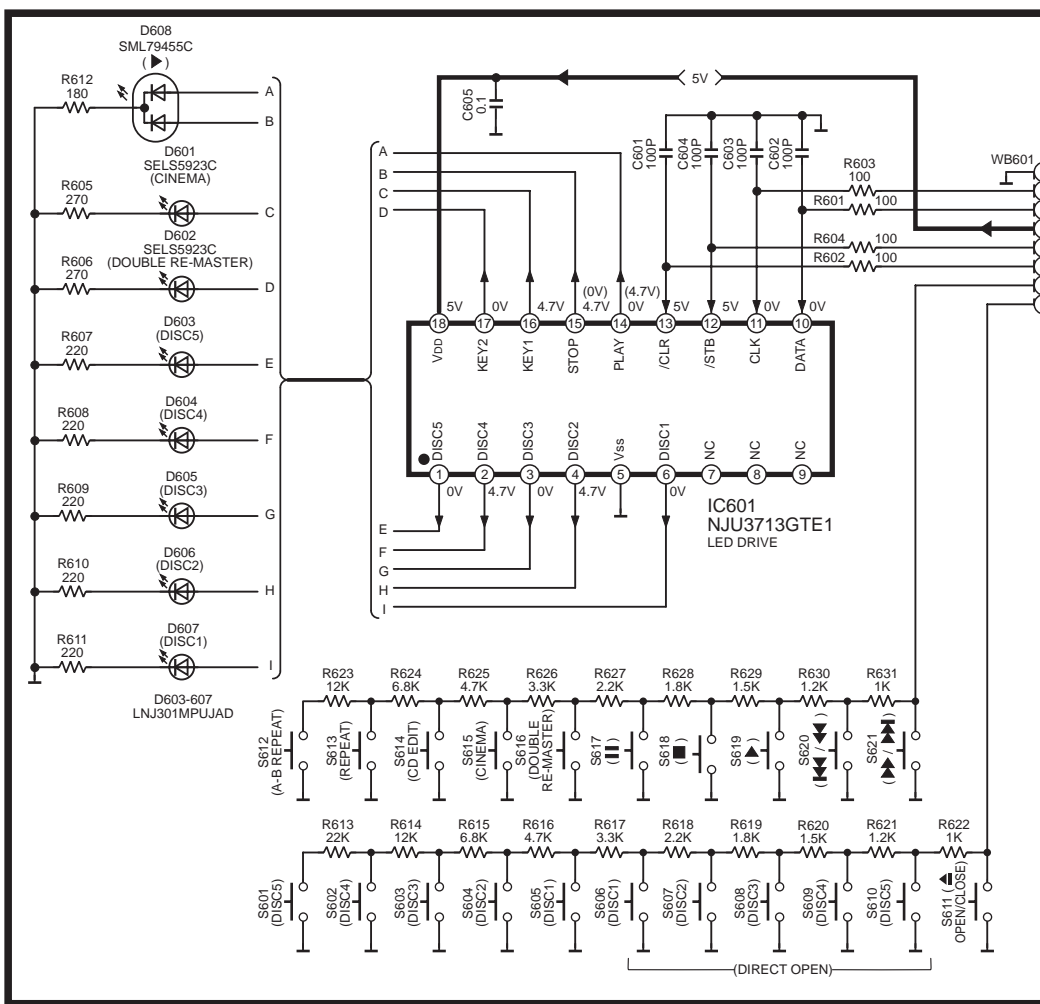 D608
SML79455C
(▶)
R612
180
A
B
D601
SELS5923C
(CINEMA)
R605
270
C
D602
SELS5923C
(DOUBLE RE-MASTER)
R606
270
D
D603
(DISC5)
R607
220
E
D604
(DISC4)
R608
220
F
D605
(DISC3)
R609
220
G
D606
(DISC2)
R610
220
H
D607
(DISC1)
R611
220
I
D603-607
LNJ301MPUJAD
5V
C605
0.1
A
B
C
D
C601
100P
C604
100P
C603
100P
C602
100P
R603
100
R601 100
R604 100
R602 100
WB601
(0V) (4.7V)
5V 0V 4.7V 4.7V 0V 5V 5V 0V 0V
18 17 16 15 14 13 12 11 10
VDD KEY2 KEY1 STOP PLAY /CLR /STB CLK DATA
DISC5 DISC4 DISC3 DISC2 Vss DISC1 NC NC NC
1 2 3 4 5 6 7 8 9
0V 4.7V 0V 4.7V 0V
IC601
NJU3713GTE1
LED DRIVE
E
F
G
H
I
R623 R624 R625 R626 R627 R628 R629 R630 R631
12K 6.8K 4.7K 3.3K 2.2K 1.8K 1.5K 1.2K 1K
S612
(A-B REPEAT)
S613
(REPEAT)
S614
(CD EDIT)
S615
(CINEMA)
S616
(DOUBLE
RE-MASTER)
S617
S618
(■)
S619
S620
S621
R613 R614 R615 R616 R617 R618 R619 R620 R621 R622
22K 12K 6.8K 4.7K 3.3K 2.2K 1.8K 1.5K 1.2K 1K
S601
(DISC5)
S602
(DISC4)
S603
(DISC3)
S604
(DISC2)
S605
(DISC1)
S606
(DISC1)
S607
(DISC2)
S608
(DISC3)
S609
(DISC4)
S610
(DISC5)
S611 (⏏
OPEN/CLOSE)
(DIRECT OPEN)